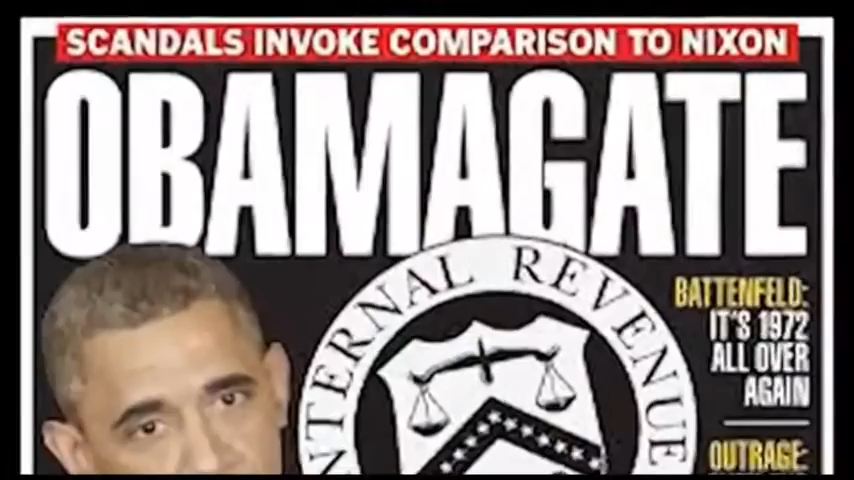 SCANDALS INVOKE COMPARISON TO NIXON
OBAMAGATE
INTERNAL REVENUE
BATTENFELD:
IT'S 1972
ALL OVER
AGAIN
OUTRAGE: